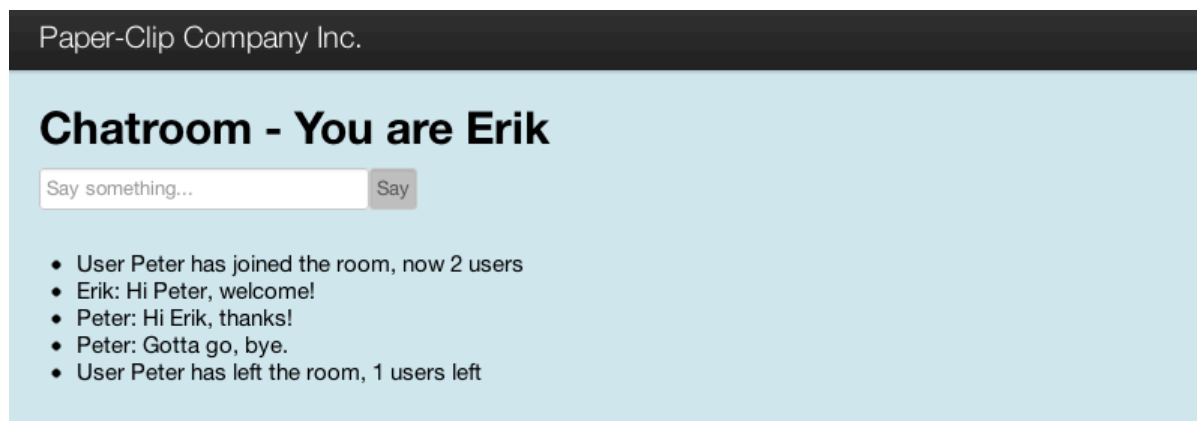 Paper-Clip Company Inc.
Chatroom - You are Erik
Say something... Say
• User Peter has joined the room, now 2 users
• Erik: Hi Peter, welcome!
• Peter: Hi Erik, thanks!
• Peter: Gotta go, bye.
• User Peter has left the room, 1 users left